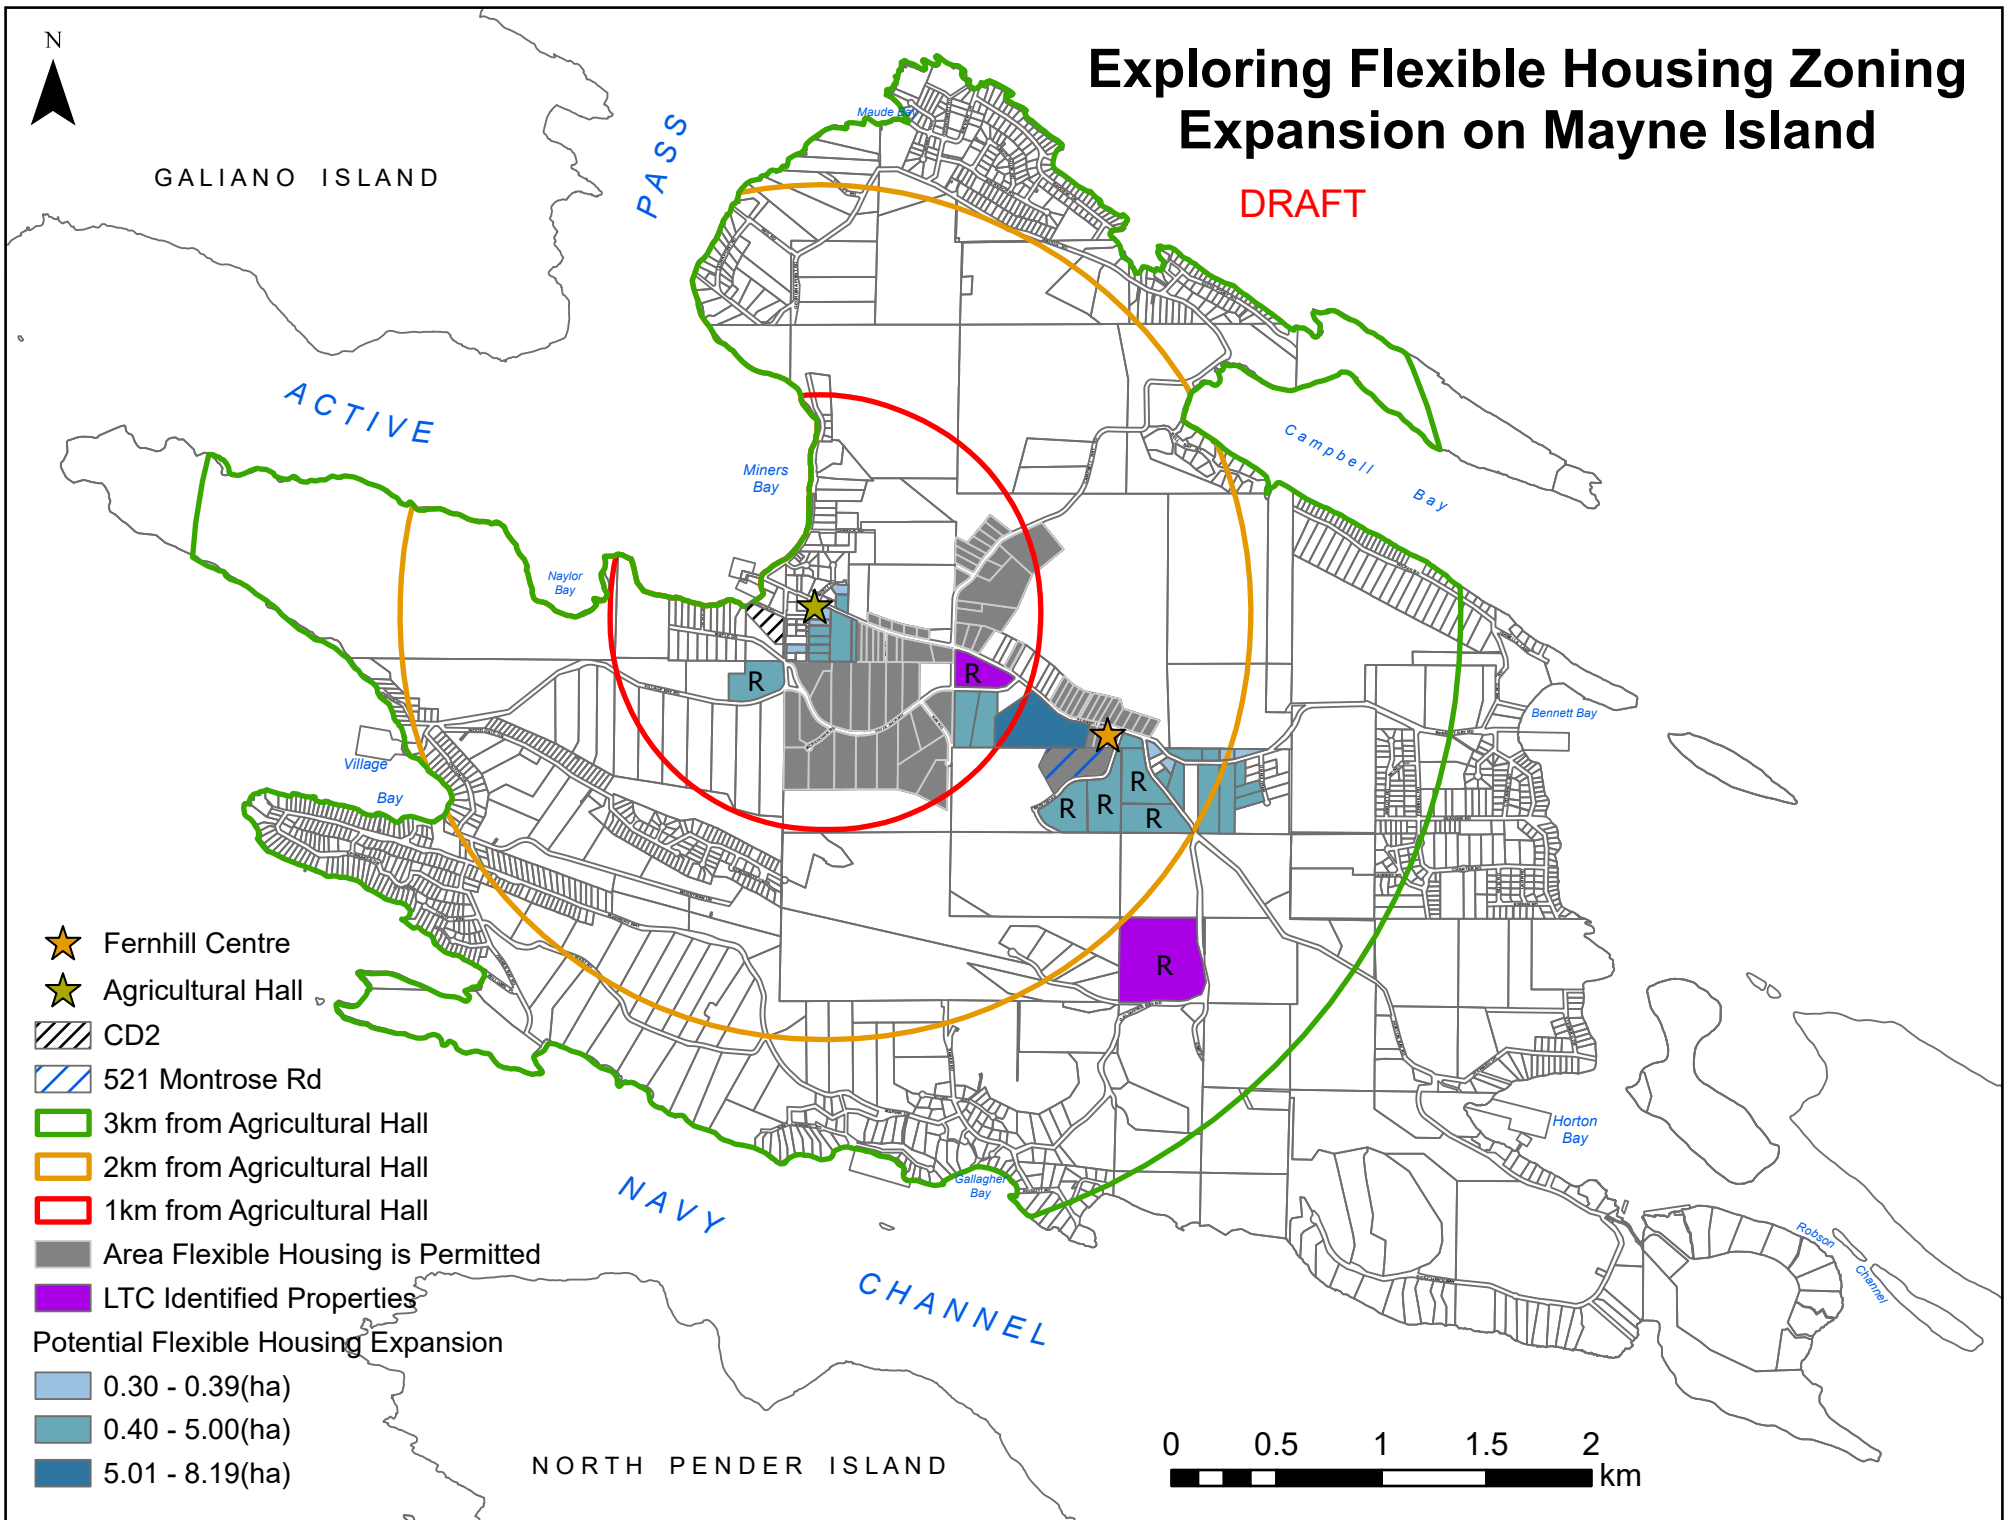 Exploring Flexible Housing Zoning
Expansion on Mayne Island
DRAFT
N
GALIANO ISLAND
PASS
ACTIVE
Maude Bay
Miners
Bay
Naylor
Bay
Campbell
Bay
Bennett Bay
Village
Bay
Horton
Bay
Gallagher
Bay
Robson
Channel
NAVY
CHANNEL
NORTH PENDER ISLAND
R
R
R
R
R
R
R
Fernhill Centre
Agricultural Hall
CD2
521 Montrose Rd
3km from Agricultural Hall
2km from Agricultural Hall
1km from Agricultural Hall
Area Flexible Housing is Permitted
LTC Identified Properties
Potential Flexible Housing Expansion
0.30 - 0.39(ha)
0.40 - 5.00(ha)
5.01 - 8.19(ha)
0 0.5 1 1.5 2
km